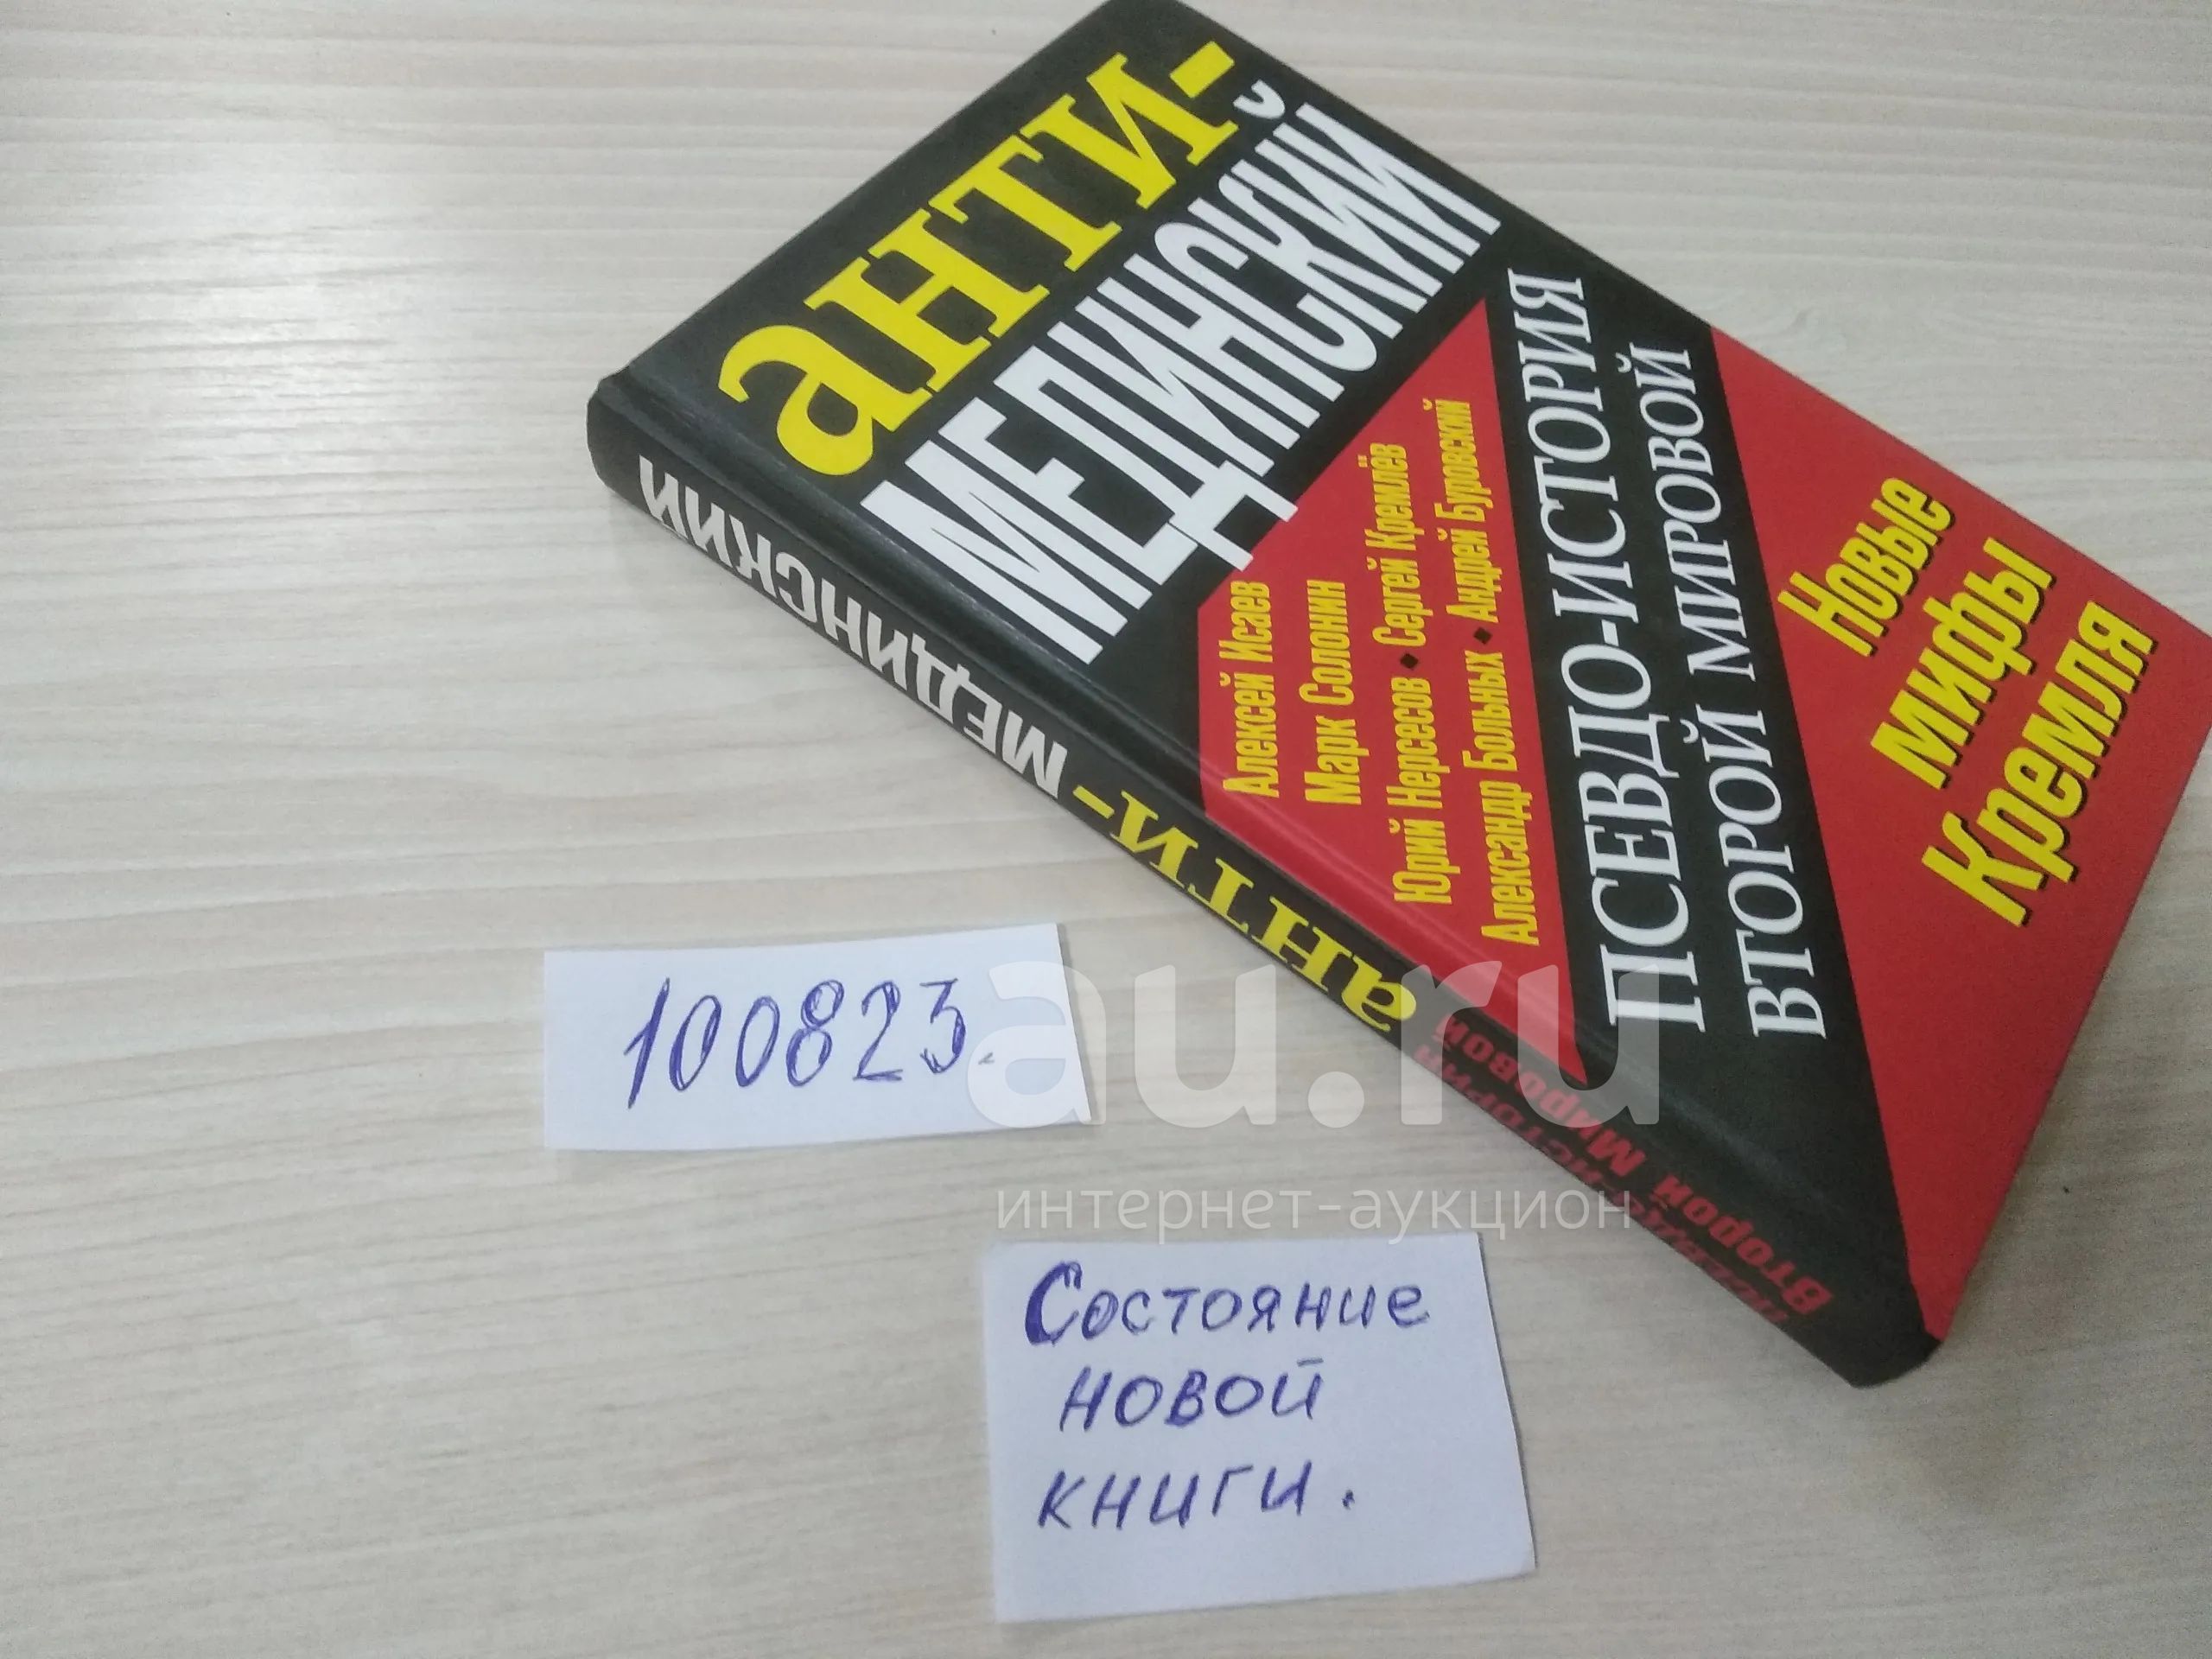 анти-
МЕДИНСКИЙ
Алексей Исаев
Марк Солонин
Юрий Нерсесов • Сергей Кремлёв
Александр Больных • Андрей Буровский
ПСЕВДО-ИСТОРИЯ
ВТОРОЙ МИРОВОЙ
Новые
мифы
Кремля
анти-МЕДИНСКИЙ
Псевдоистория
Второй Мировой
100823.
au.ru
интернет-аукцион
Состояние
новой
книги.